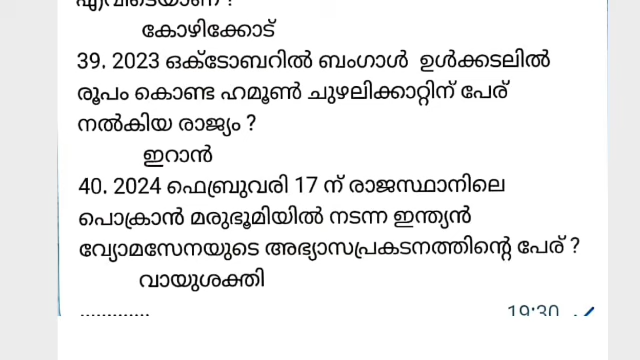 എവിടെയാണ് ?
കോഴിക്കോട്
39. 2023 ഒക്ടോബറിൽ ബംഗാൾ ഉൾക്കടലിൽ
രൂപം കൊണ്ട ഹമൂൺ ചുഴലിക്കാറ്റിന് പേര്
നൽകിയ രാജ്യം ?
ഇറാൻ
40. 2024 ഫെബ്രുവരി 17 ന് രാജസ്ഥാനിലെ
പൊക്രാൻ മരുഭൂമിയിൽ നടന്ന ഇന്ത്യൻ
വ്യോമസേനയുടെ അഭ്യാസപ്രകടനത്തിന്റെ പേര് ?
വായുശക്തി
.............
19:30